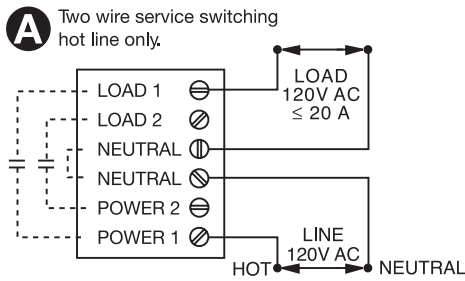 A Two wire service switching
hot line only.
LOAD 1
LOAD 2
NEUTRAL
NEUTRAL
POWER 2
POWER 1
LOAD
120V AC
≤ 20 A
LINE
120V AC
HOT
NEUTRAL